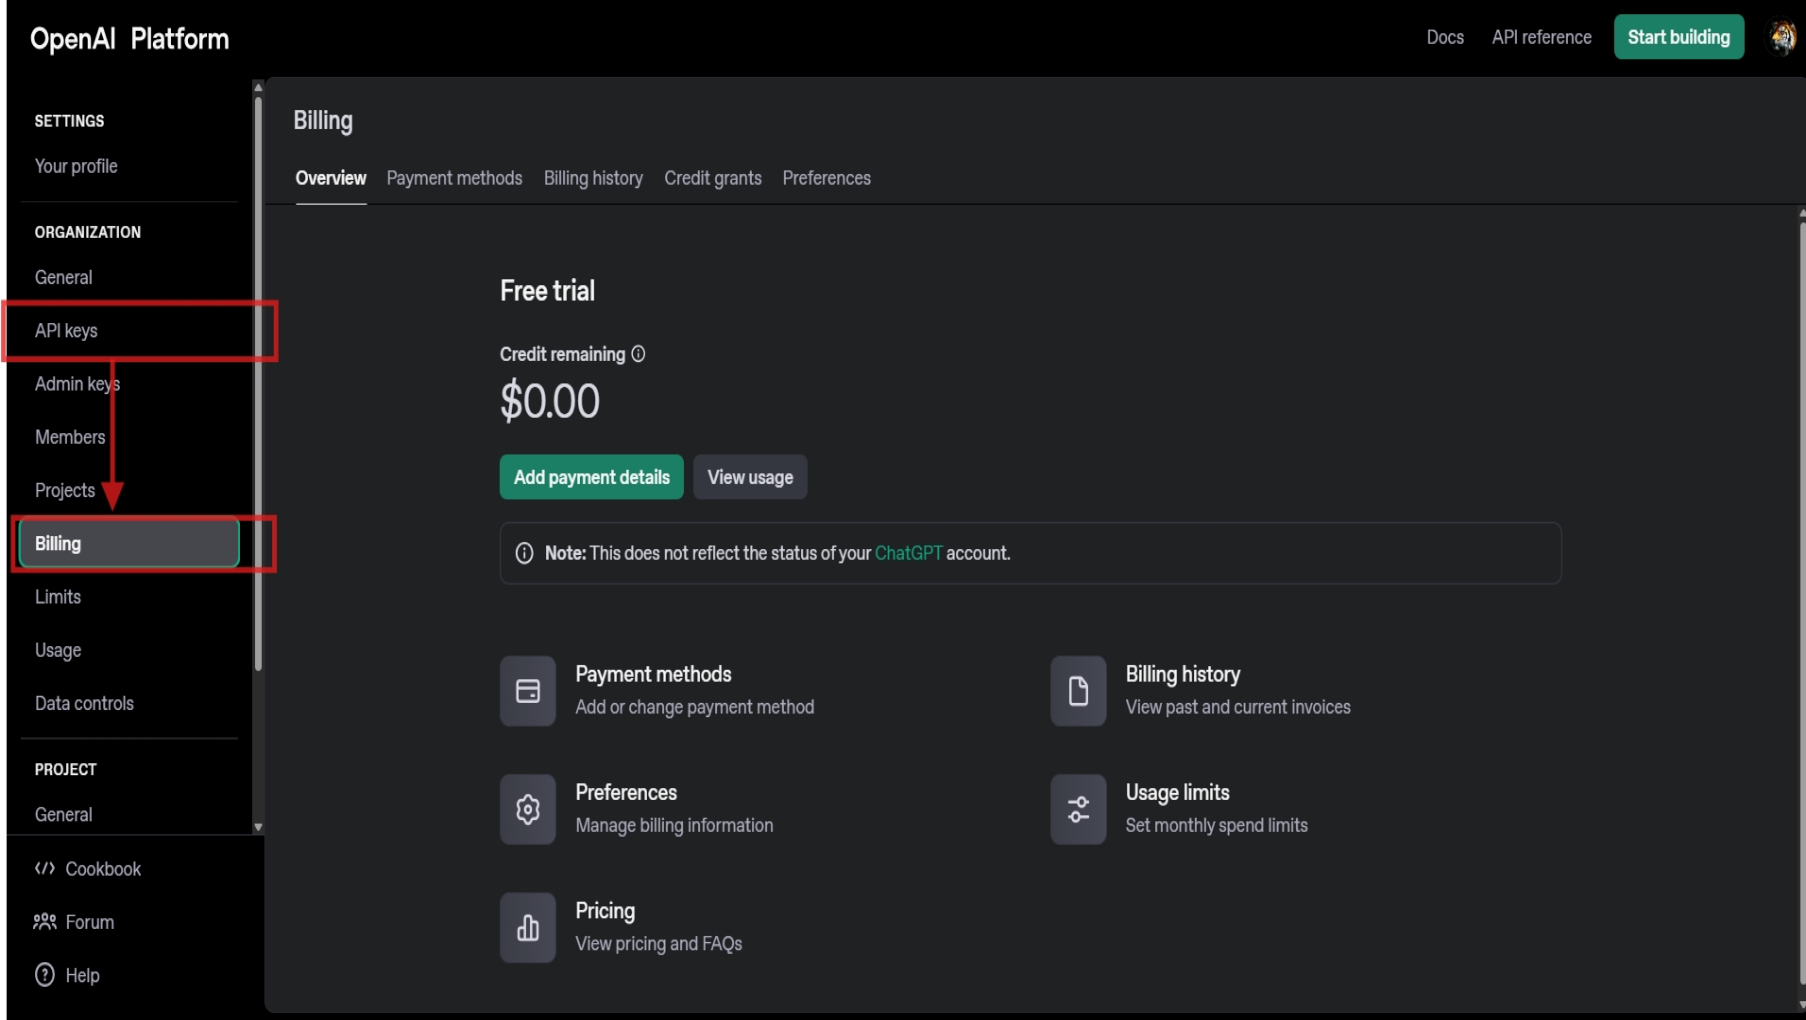 OpenAI Platform
Docs
API reference
Start building
SETTINGS
Your profile
ORGANIZATION
General
API keys
Admin keys
Members
Projects
Billing
Limits
Usage
Data controls
PROJECT
General
Cookbook
Forum
Help
Billing
Overview
Payment methods
Billing history
Credit grants
Preferences
Free trial
Credit remaining
$0.00
Add payment details
View usage
Note: This does not reflect the status of your ChatGPT account.
Payment methods
Add or change payment method
Billing history
View past and current invoices
Preferences
Manage billing information
Usage limits
Set monthly spend limits
Pricing
View pricing and FAQs